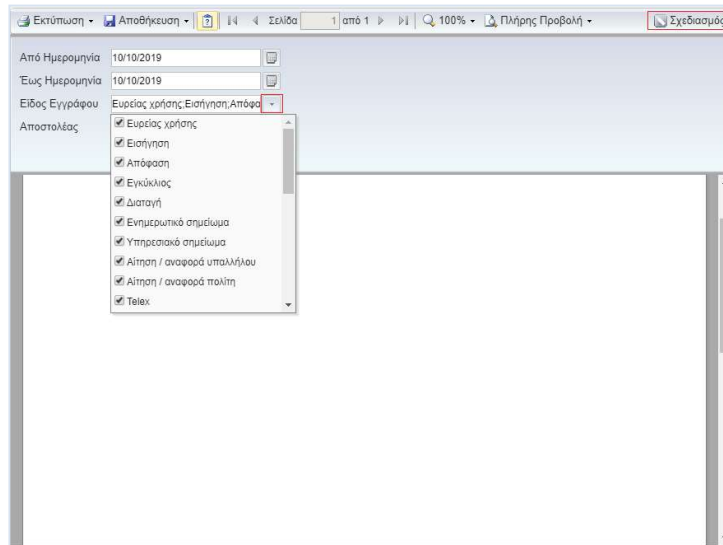 Εκτύπωση Αποθήκευση Σελίδα 1 από 1 100% Πλήρης Προβολή Σχεδιασμός
Από Ημερομηνία 10/10/2019
Έως Ημερομηνία 10/10/2019
Είδος Εγγράφου Ευρείας χρήσης;Εισήγηση;Απόφα
Αποστολέας
Ευρείας χρήσης
Εισήγηση
Απόφαση
Εγκύκλιος
Διαταγή
Ενημερωτικό σημείωμα
Υπηρεσιακό σημείωμα
Αίτηση / αναφορά υπαλλήλου
Αίτηση / αναφορά πολίτη
Telex